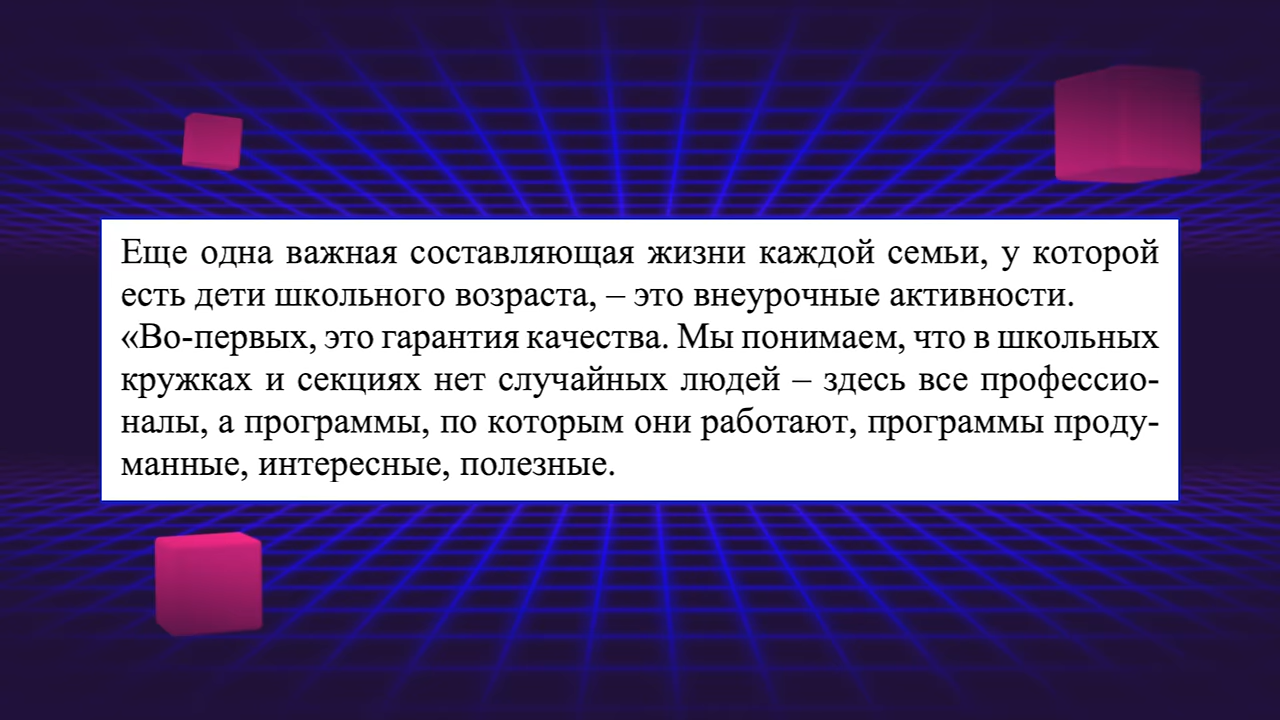 Еще одна важная составляющая жизни каждой семьи, у которой
есть дети школьного возраста, – это внеурочные активности.
«Во-первых, это гарантия качества. Мы понимаем, что в школьных
кружках и секциях нет случайных людей – здесь все профессио-
налы, а программы, по которым они работают, программы проду-
манные, интересные, полезные.